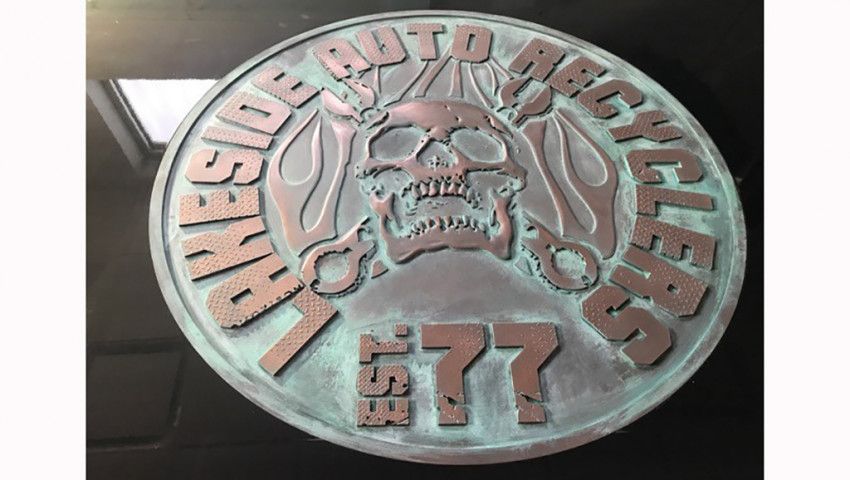 LAKESIDE AUTO RECYCLERS
EST. 77